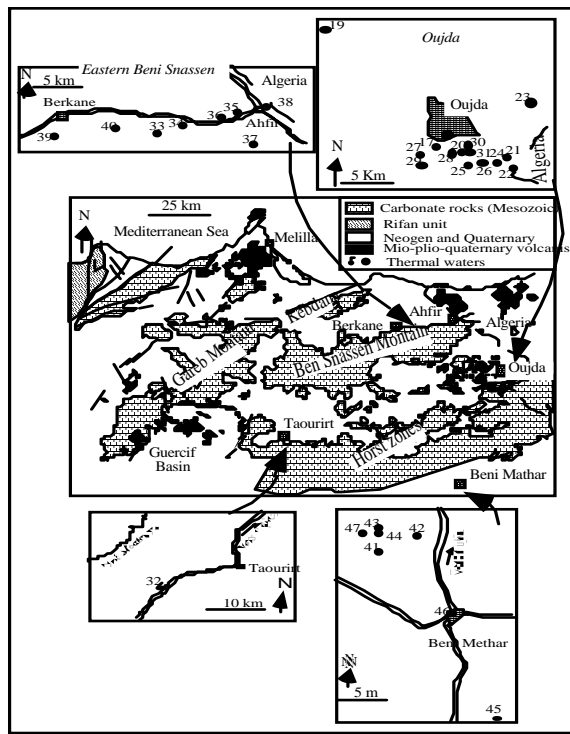 Eastern Beni Snassen
N
5 km
Algeria
Berkane
Ahfir
39
40
33
34
36
35
38
37
19
Oujda
Oujda
23
27
17
29
28
20
30
31
25
26
24
21
22
Algeria
N
5 Km
25 km
N
Mediterranean Sea
Melilla
Carbonate rocks (Mesozoic)
Rifan unit
Neogen and Quaternary
Mio-plio-quaternary volcanis
Thermal waters
Kebdana
Berkane
Ahfir
Algeria
Gareb Montain
Ben Snassen Montain
Oujda
Taourirt
Guercif
Basin
Horst zones
Beni Mathar
32
Taourirt
10 km
N
47
43
44
42
41
46
Beni Methar
N
5 m
45